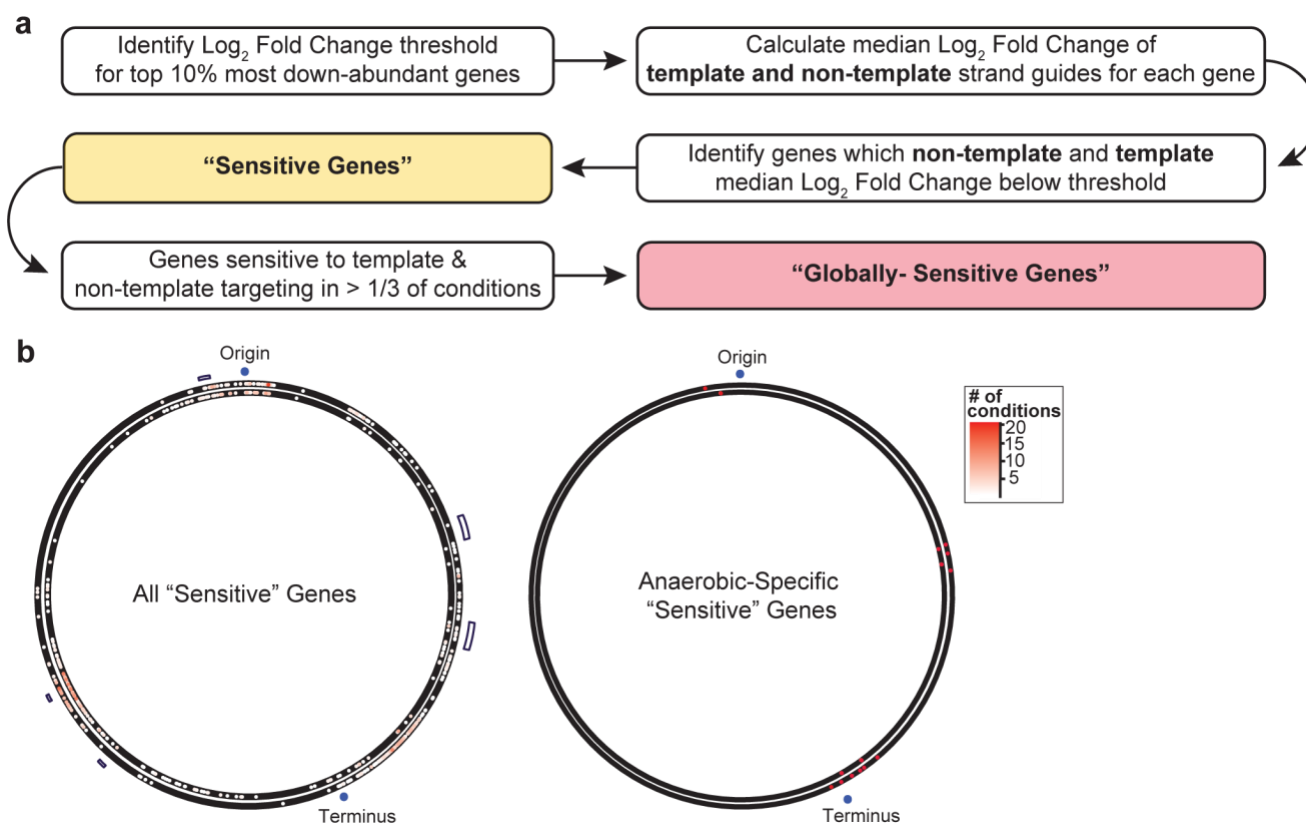 a
Identify Log₂ Fold Change threshold
for top 10% most down-abundant genes
Calculate median Log₂ Fold Change of
template and non-template strand guides for each gene
“Sensitive Genes”
Identify genes which non-template and template
median Log₂ Fold Change below threshold
Genes sensitive to template &
non-template targeting in > 1/3 of conditions
“Globally- Sensitive Genes”
b
Origin
All “Sensitive” Genes
Terminus
Origin
Anaerobic-Specific
“Sensitive” Genes
Terminus
# of
conditions
20
15
10
5